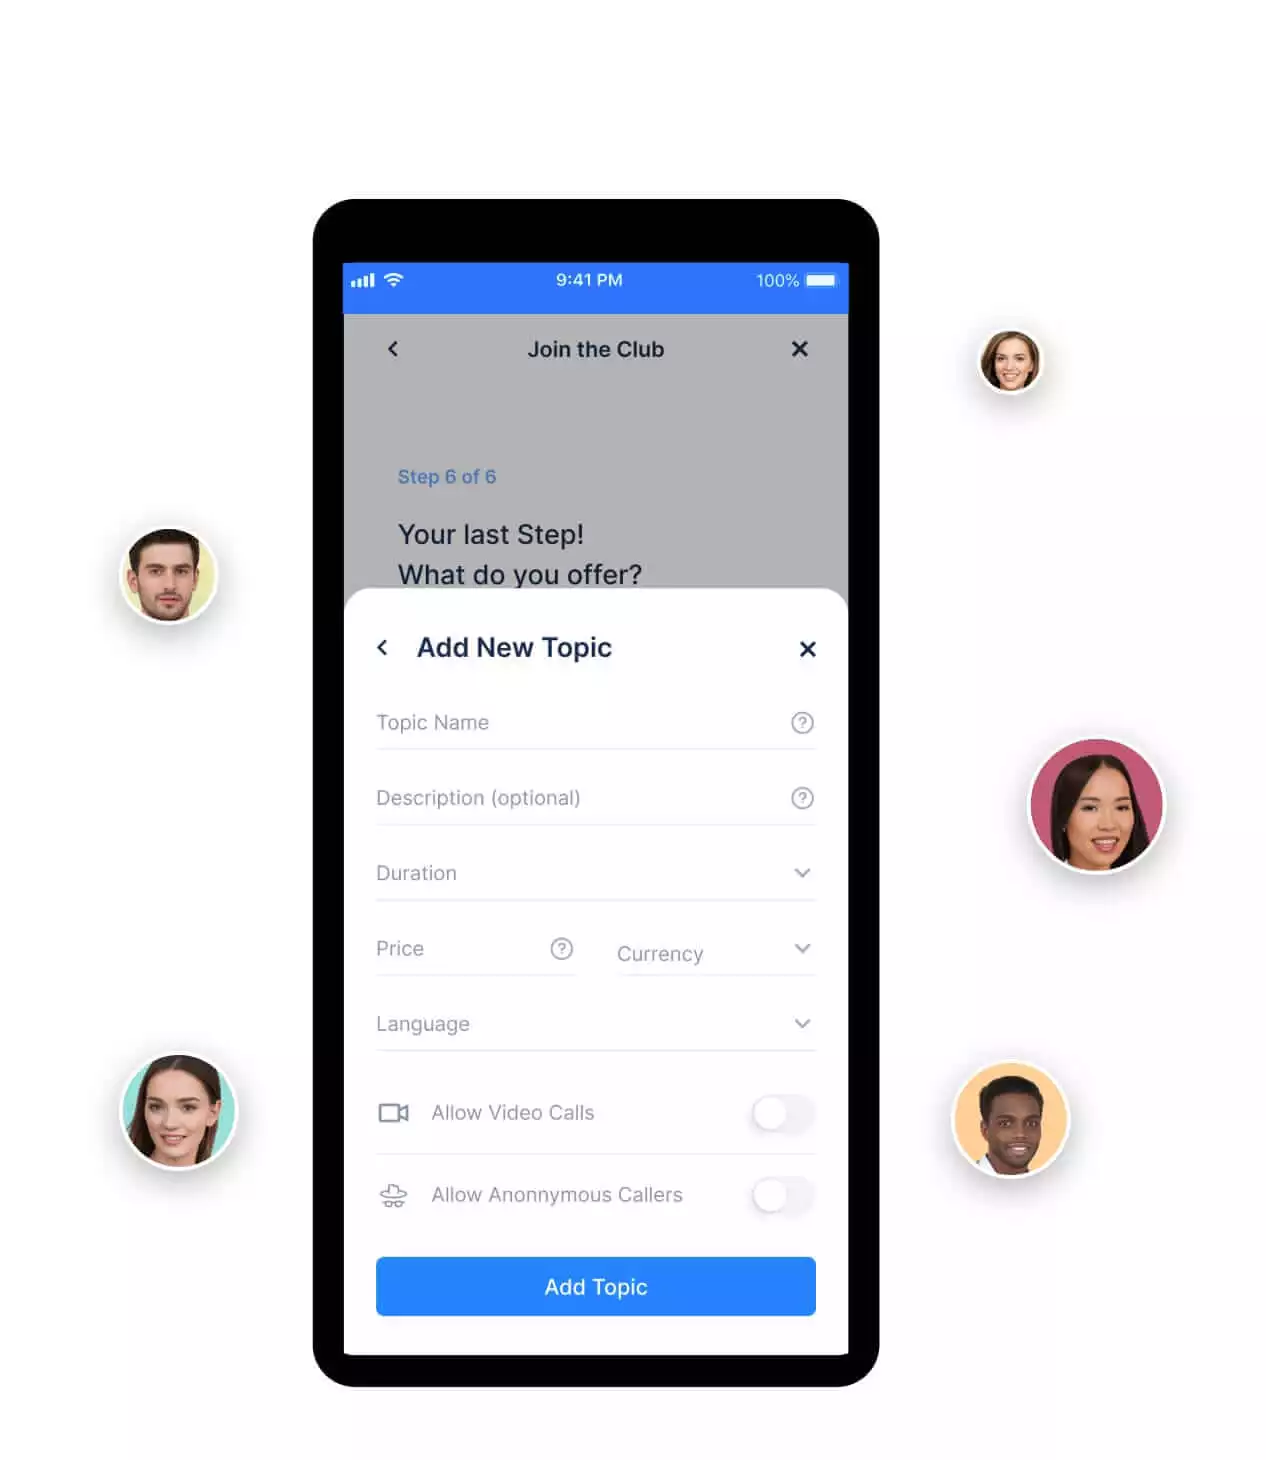 9:41 PM 100%
Join the Club
Step 6 of 6
Your last Step!
What do you offer?
Add New Topic
Topic Name
Description (optional)
Duration
Price Currency
Language
Allow Video Calls
Allow Anonnymous Callers
Add Topic